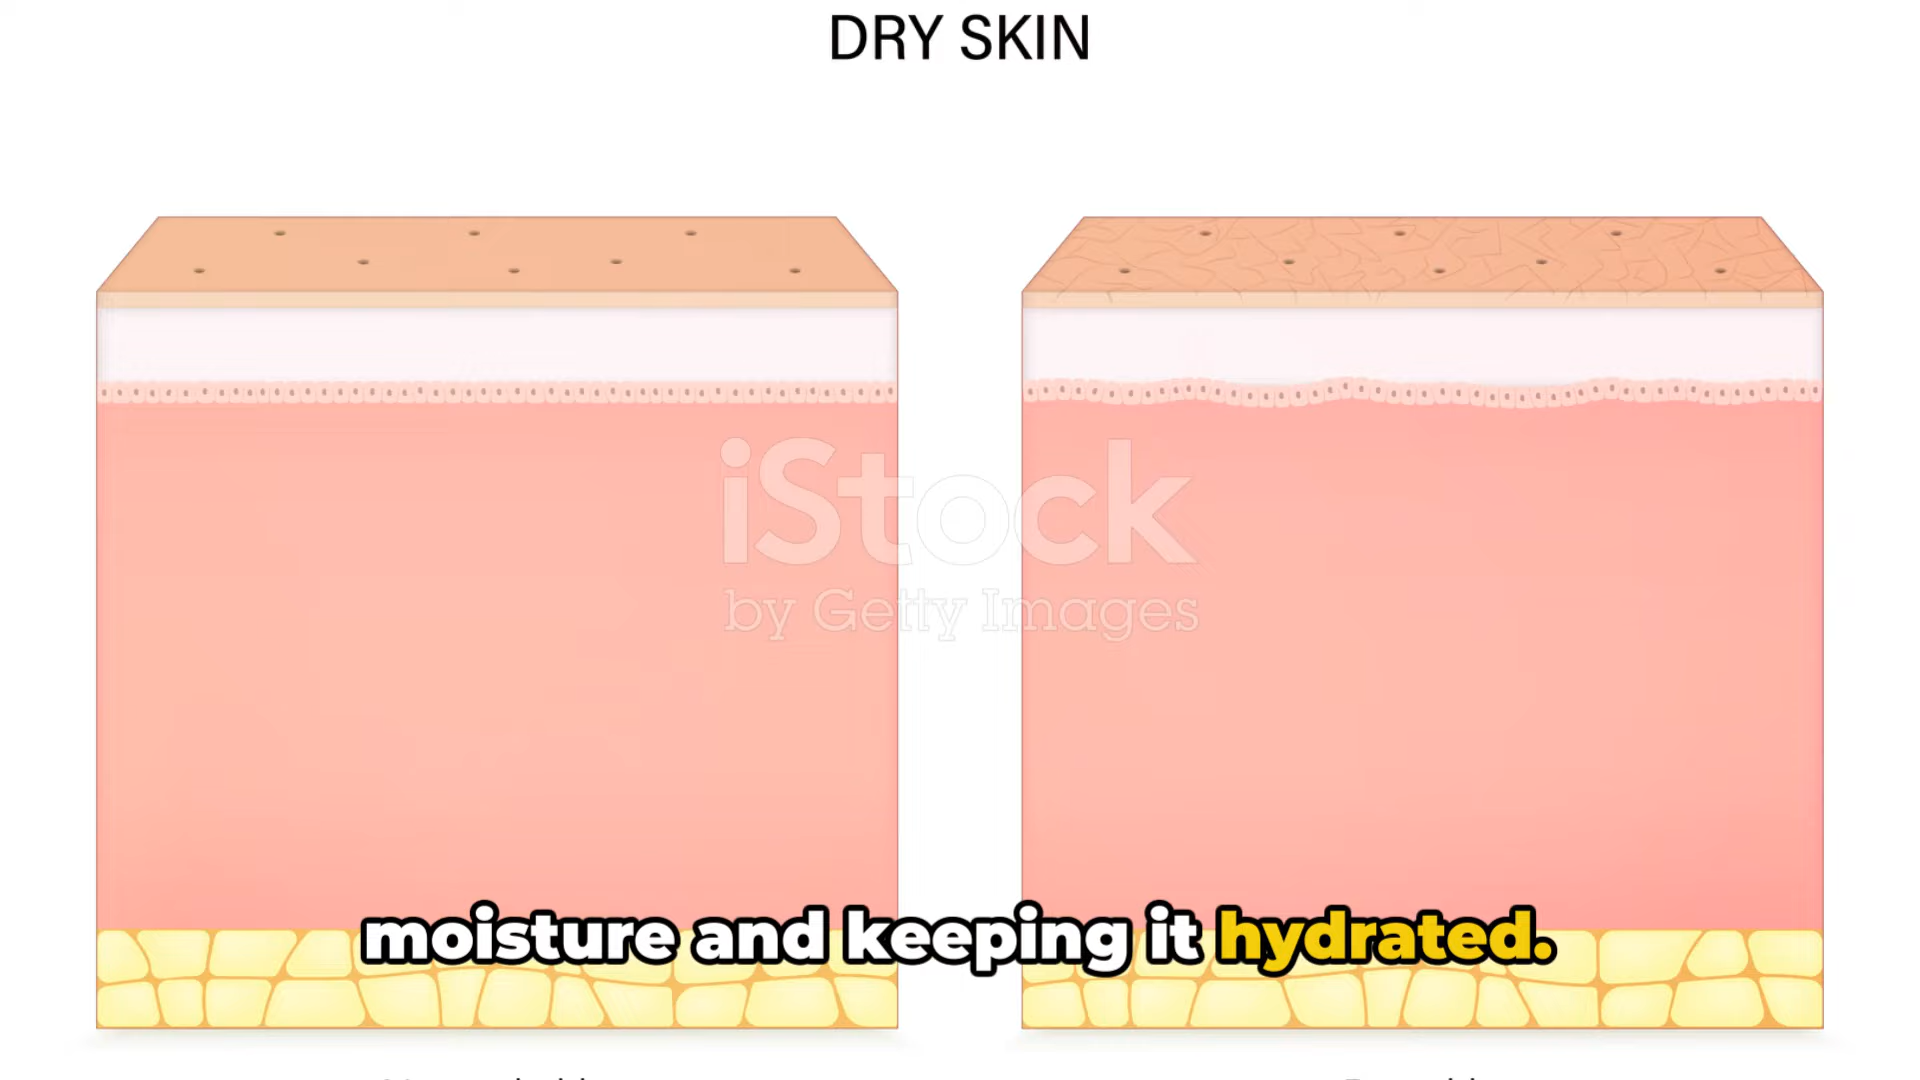 DRY SKIN
iStock
by Getty Images
moisture and keeping it hydrated.